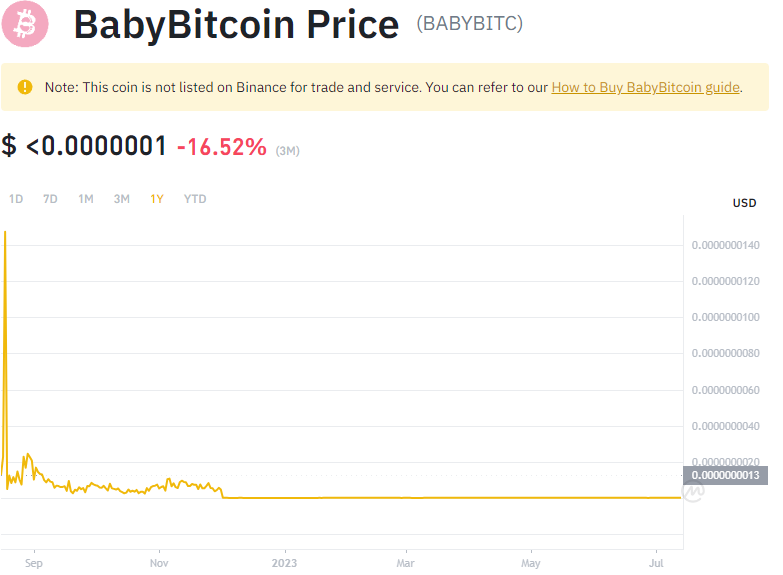 BabyBitcoin Price (BABYBITC)
Note: This coin is not listed on Binance for trade and service. You can refer to our How to Buy BabyBitcoin guide.
$ <0.0000001 -16.52% (3M)
1D 7D 1M 3M 1Y YTD
USD
0.0000000140
0.0000000120
0.0000000100
0.0000000080
0.0000000060
0.0000000040
0.0000000020
0.0000000013
Sep Nov 2023 Mar May Jul